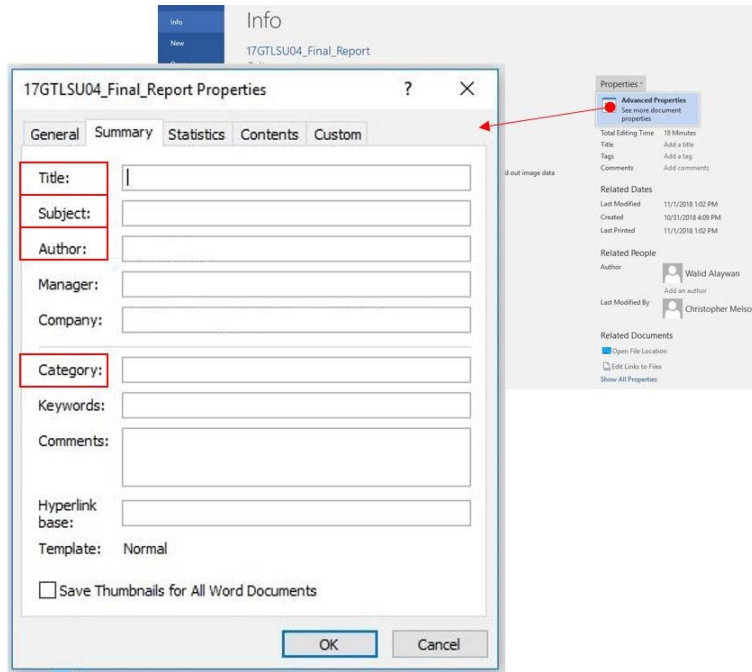 Info
Info
New
17GTLSU04_Final_Report
17GTLSU04_Final_Report Properties ? ×
General Summary Statistics Contents Custom
Title:
Subject:
Author:
Manager:
Company:
Category:
Keywords:
Comments:
Hyperlink
base:
Template: Normal
Save Thumbnails for All Word Documents
OK Cancel
d out image data
Properties
Advanced Properties
See more document
properties
Total Editing Time 18 Minutes
Title Add a title
Tags Add a tag
Comments Add comments
Related Dates
Last Modified 11/1/2018 1:02 PM
Created 10/31/2018 4:09 PM
Last Printed 11/1/2018 1:02 PM
Related People
Author Walid Alaywan
Add an author
Last Modified By Christopher Melso
Related Documents
Open File Location
Edit Links to Files
Show All Properties